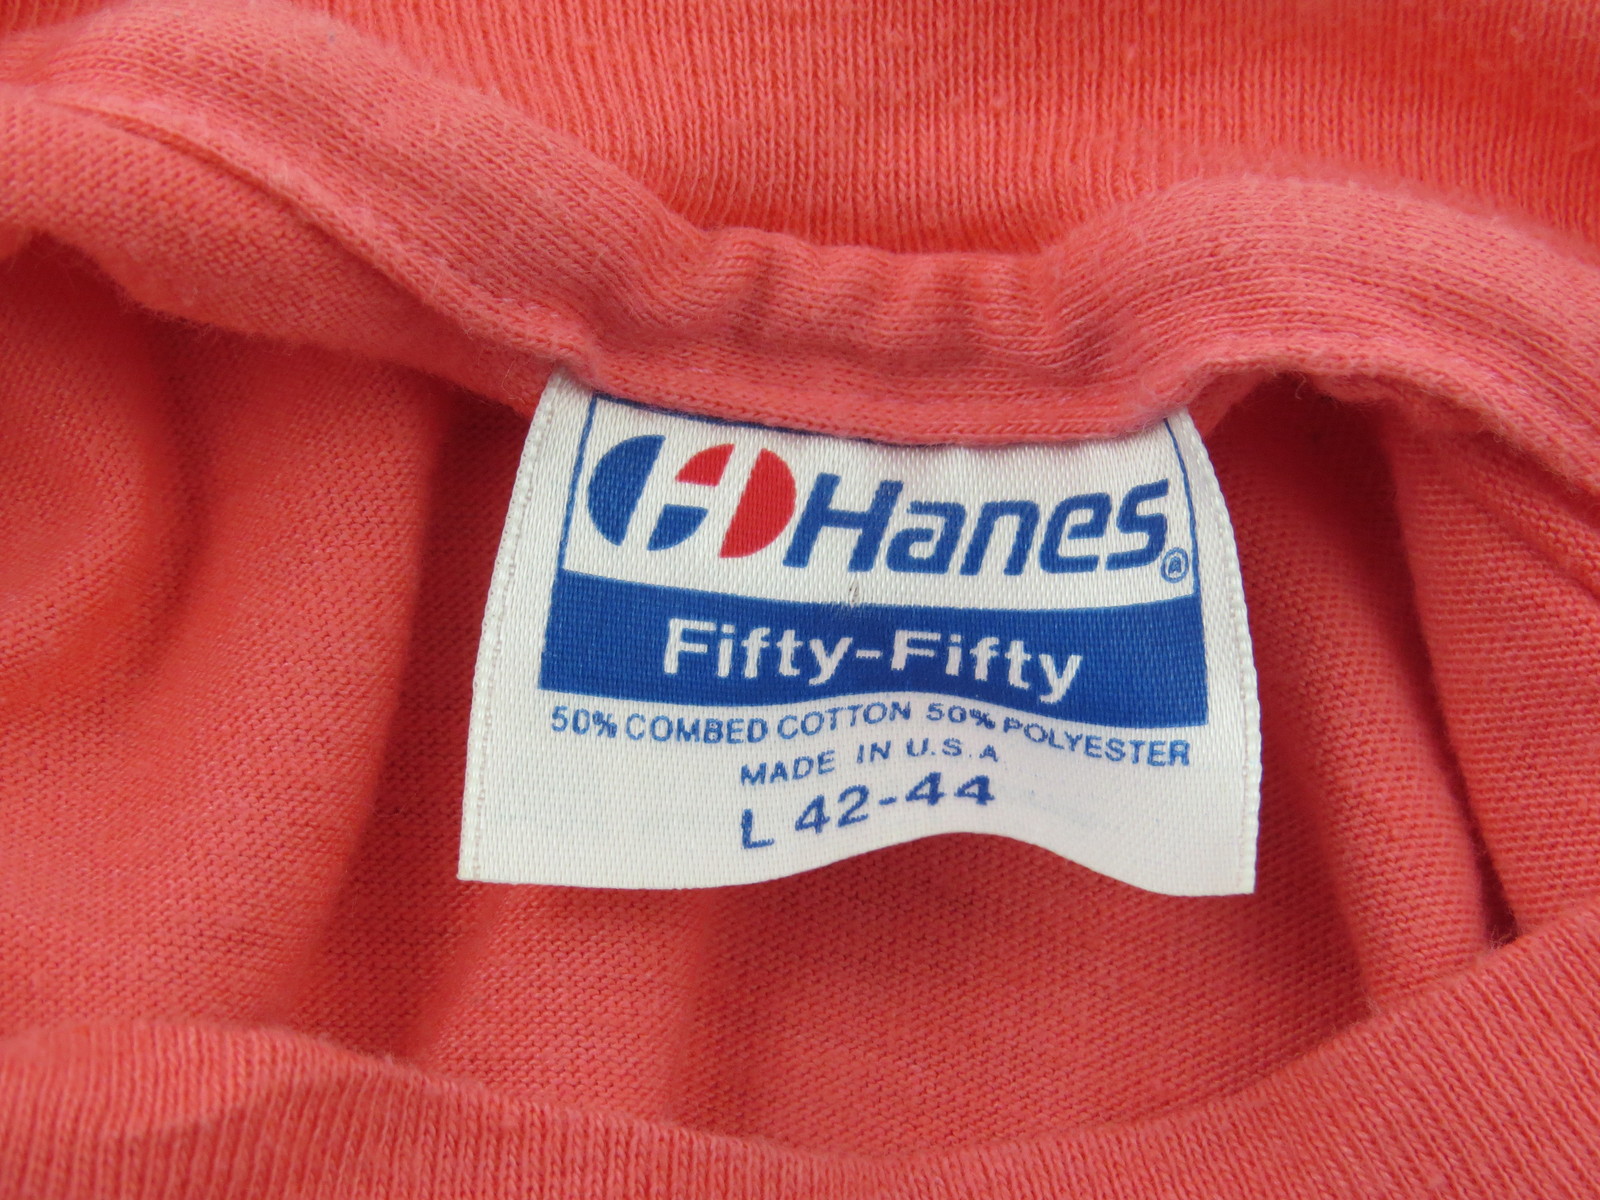 Hanes®
Fifty-Fifty
50% COMBED COTTON 50% POLYESTER
MADE IN U.S.A
L 42-44